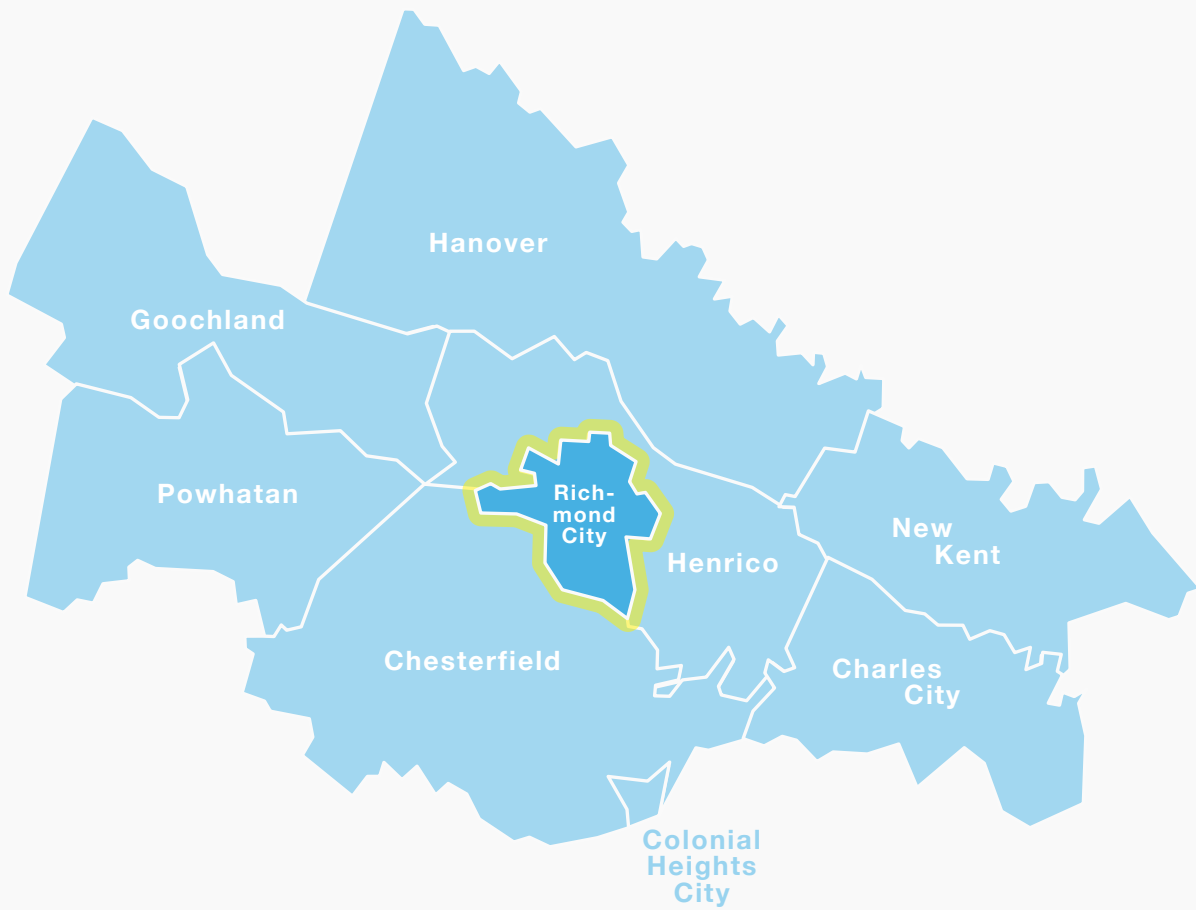 Hanover
Goochland
Powhatan
Rich-
mond
City
New
Kent
Henrico
Chesterfield
Charles
City
Colonial
Heights
City